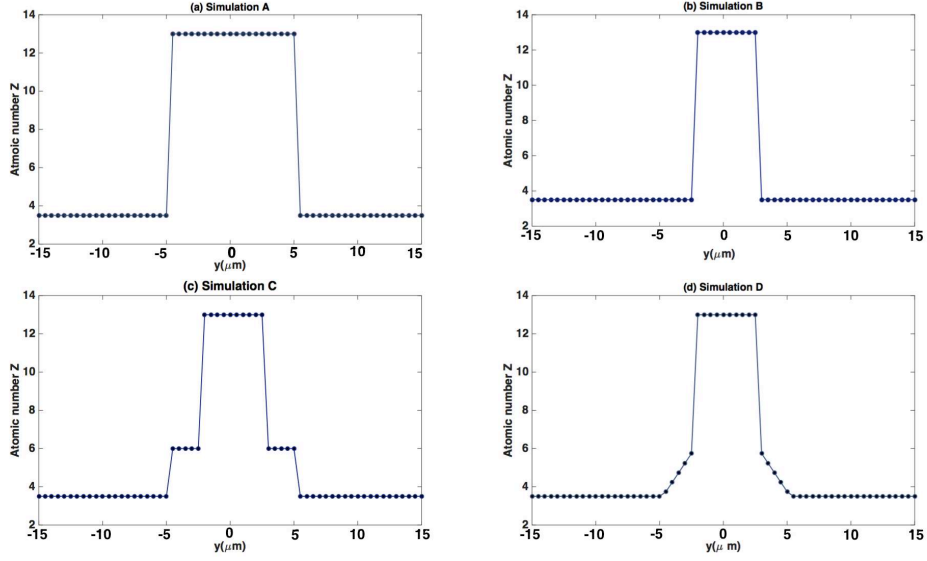 (a) Simulation A
14
12
10
8
6
4
2
Atmoic number Z
-15 -10 -5 0 5 10 15
y(μm)
(b) Simulation B
14
12
10
8
6
4
2
Atomic number Z
-15 -10 -5 0 5 10 15
y(μm)
(c) Simulation C
14
12
10
8
6
4
2
Atomic number Z
-15 -10 -5 0 5 10 15
y(μm)
(d) Simulation D
14
12
10
8
6
4
2
Atomic number Z
-15 -10 -5 0 5 10 15
y(μ m)